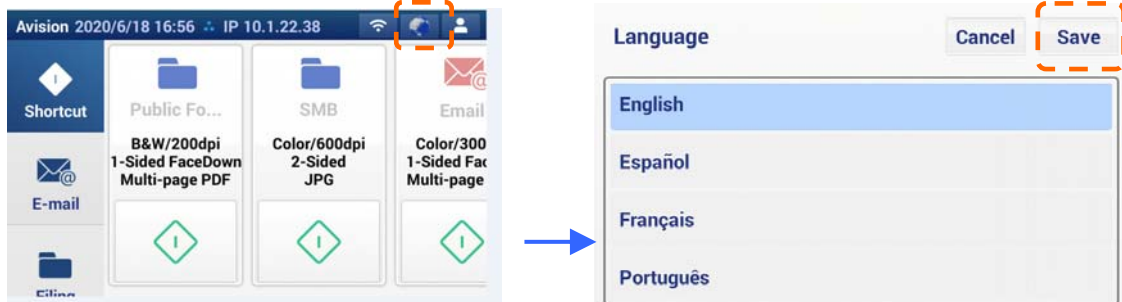 Avision 2020/6/18 16:56 IP 10.1.22.38
Shortcut
E-mail
Filing
Public Fo...
B&W/200dpi
1-Sided FaceDown
Multi-page PDF
SMB
Color/600dpi
2-Sided
JPG
Email
Color/300
1-Sided Fac
Multi-page
Language
Cancel
Save
English
Español
Français
Português